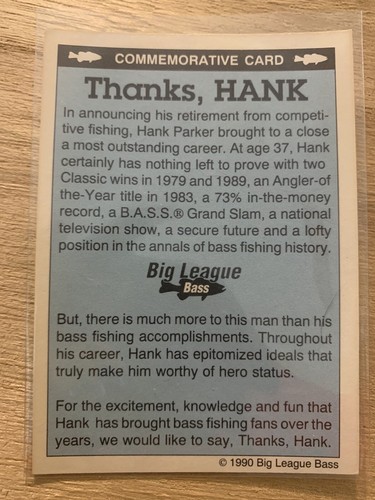 COMMEMORATIVE CARD
Thanks, HANK
In announcing his retirement from competi-
tive fishing, Hank Parker brought to a close
a most outstanding career. At age 37, Hank
certainly has nothing left to prove with two
Classic wins in 1979 and 1989, an Angler-of
the-Year title in 1983, a 73% in-the-money
record, a B.A.S.S.® Grand Slam, a national
television show, a secure future and a lofty
position in the annals of bass fishing history.
Big League
Bass
But, there is much more to this man than his
bass fishing accomplishments. Throughout
his career, Hank has epitomized ideals that
truly make him worthy of hero status.
For the excitement, knowledge and fun that
Hank has brought bass fishing fans over the
years, we would like to say, Thanks, Hank.
© 1990 Big League Bass